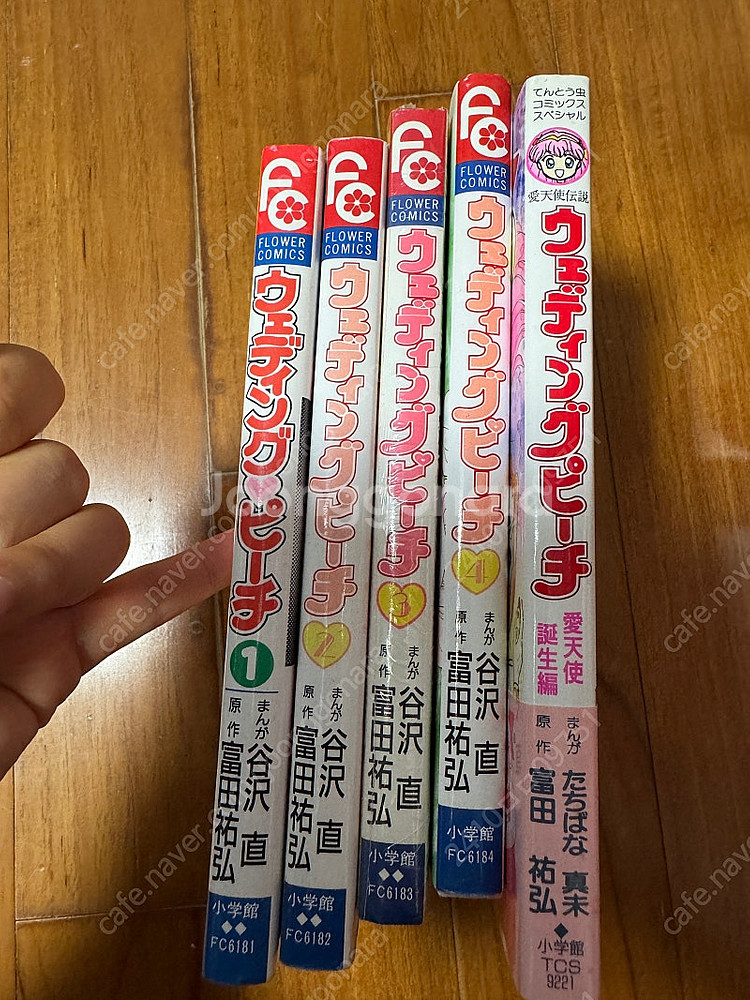 FC
FLOWER
COMICS
ウェディングピーチ
1
まんが 谷沢 直
原作 富田祐弘
小学館
FC6181
FC
FLOWER
COMICS
ウェディングピーチ
2
まんが 谷沢 直
原作 富田祐弘
小学館
FC6182
FC
FLOWER
COMICS
ウェディングピーチ
3
まんが 谷沢 直
原作 富田祐弘
小学館
FC6183
FC
FLOWER
COMICS
ウェディングピーチ
4
まんが 谷沢 直
原作 富田祐弘
小学館
FC6184
てんとう虫
コミックス
スペシャル
愛天使伝説
ウェディングピーチ
愛天使
誕生編
まんが たちばな 真未
原作 富田 祐弘
小学館
TCS
9221
Joonggonara
cafe.naver.com